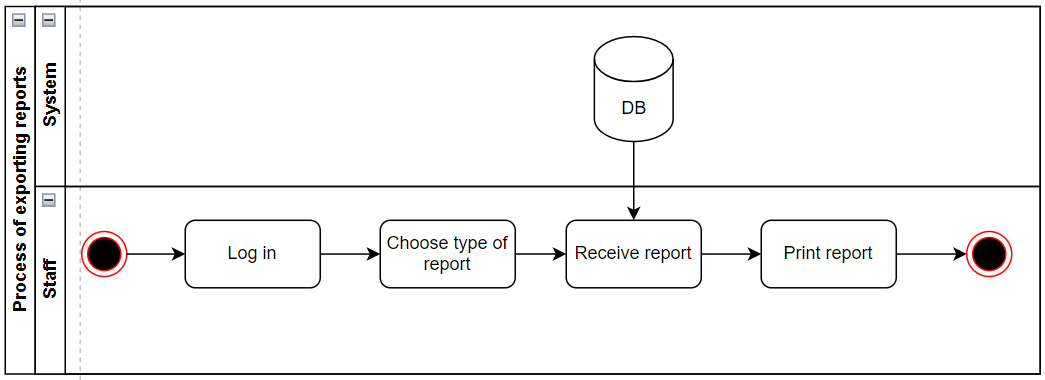 Process of exporting reports
System
DB
Staff
Log in
Choose type of
report
Receive report
Print report